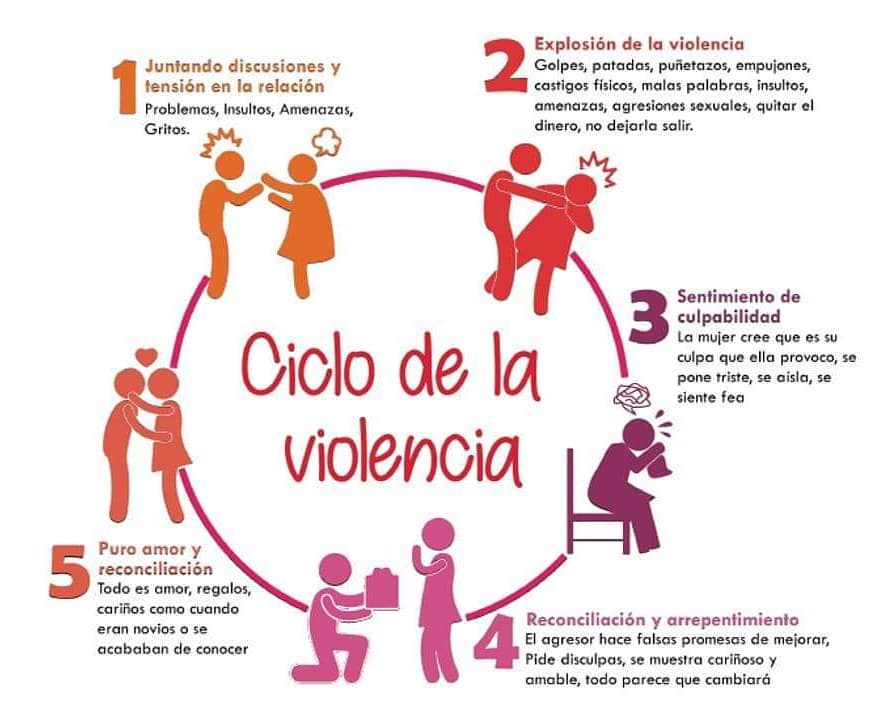 1
Juntando discusiones y
tensión en la relación
Problemas, Insultos, Amenazas,
Gritos.
2
Explosión de la violencia
Golpes, patadas, puñetazos, empujones,
castigos físicos, malas palabras, insultos,
amenazas, agresiones sexuales, quitar el
dinero, no dejarla salir.
3
Sentimiento de
culpabilidad
La mujer cree que es su
culpa que ella provoco, se
pone triste, se aísla, se
siente fea
Ciclo de la
violencia
4
Reconciliación y arrepentimiento
El agresor hace falsas promesas de mejorar,
Pide disculpas, se muestra cariñoso y
amable, todo parece que cambiará
5
Puro amor y
reconciliación
Todo es amor, regalos,
cariños como cuando
eran novios o se
acababan de conocer